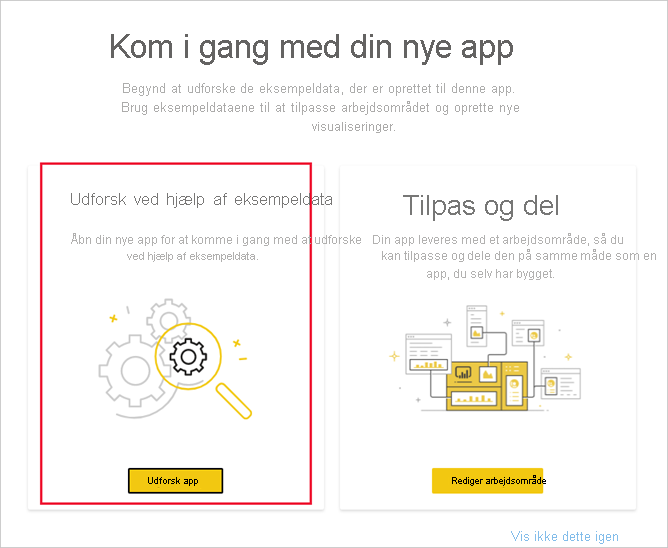 Kom i gang med din nye app
Begynd at udforske de eksempeldata, der er oprettet til denne app.
Brug eksempeldataene til at tilpasse arbejdsområdet og oprette nye
visualiseringer.
Udforsk ved hjælp af eksempeldata
Åbn din nye app for at komme i gang med at udforske
ved hjælp af eksempeldata.
Udforsk app
Tilpas og del
Din app leveres med et arbejdsområde, så du
kan tilpasse og dele den på samme måde som en
app, du selv har bygget.
Rediger arbejdsområde
Vis ikke dette igen